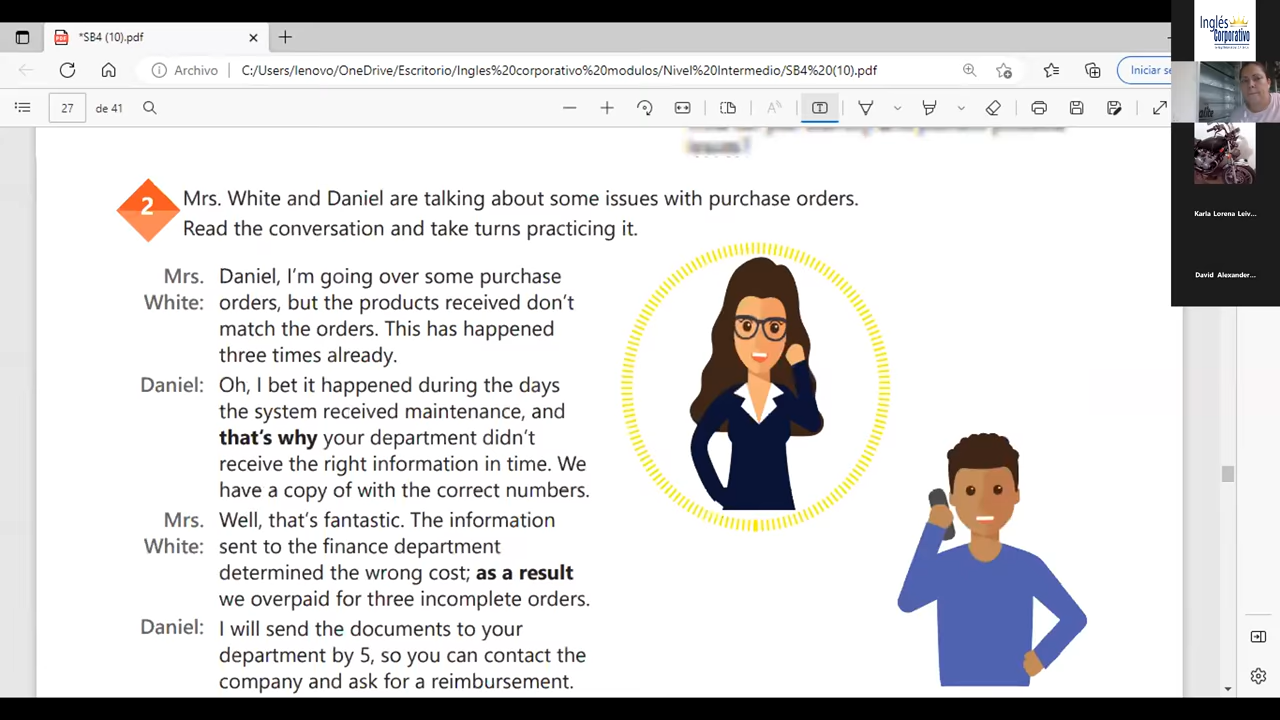 *SB4 (10).pdf
Archivo
C:/Users/lenovo/OneDrive/Escritorio/Ingles%20corporativo%20modulos/Nivel%20Intermedio/SB4%20(10).pdf
Iniciar se
27
de 41
Inglés
Corporativo
Karla Lorena Leiv...
David Alexander...
2
Mrs. White and Daniel are talking about some issues with purchase orders.
Read the conversation and take turns practicing it.
Mrs. Daniel, I'm going over some purchase
White: orders, but the products received don't
match the orders. This has happened
three times already.
Daniel: Oh, I bet it happened during the days
the system received maintenance, and
that's why your department didn't
receive the right information in time. We
have a copy of with the correct numbers.
Mrs. Well, that's fantastic. The information
White: sent to the finance department
determined the wrong cost; as a result
we overpaid for three incomplete orders.
Daniel: I will send the documents to your
department by 5, so you can contact the
company and ask for a reimbursement.